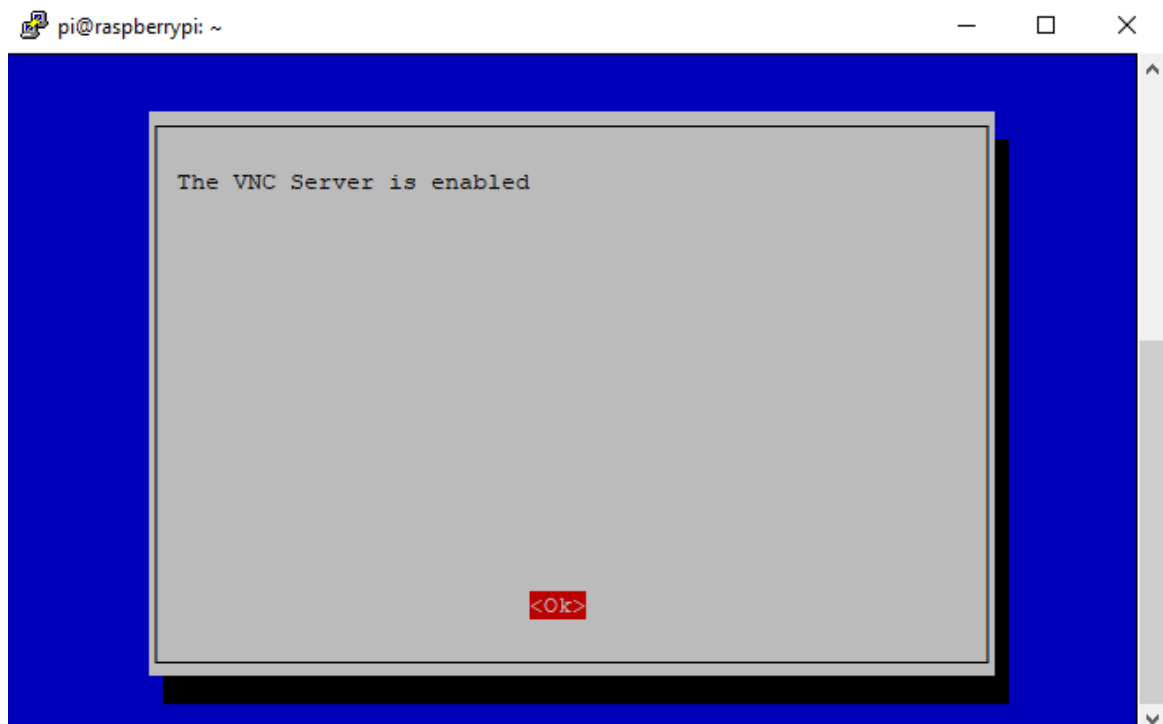 pi@raspberrypi: ~
The VNC Server is enabled
<Ok>